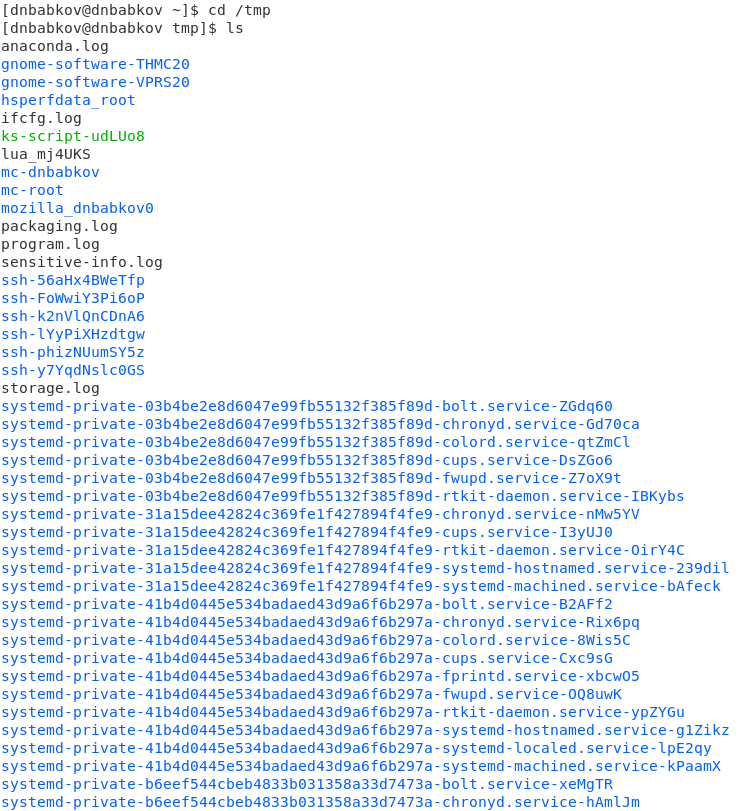 [dnbabkov@dnbabkov ~]$ cd /tmp
[dnbabkov@dnbabkov tmp]$ ls
anaconda.log
gnome-software-THMC20
gnome-software-VPRS20
hsperfdata_root
ifcfg.log
ks-script-udLUo8
lua_mj4UKS
mc-dnbabkov
mc-root
mozilla_dnbabkov0
packaging.log
program.log
sensitive-info.log
ssh-56aHx4BWeTfp
ssh-FoWwiY3Pi6oP
ssh-k2nVlQnCDnA6
ssh-lYyPiXHzdtgw
ssh-phizNUumSY5z
ssh-y7YqdNslc0GS
storage.log
systemd-private-03b4be2e8d6047e99fb55132f385f89d-bolt.service-ZGdq60
systemd-private-03b4be2e8d6047e99fb55132f385f89d-chronyd.service-Gd70ca
systemd-private-03b4be2e8d6047e99fb55132f385f89d-colord.service-qtZmCl
systemd-private-03b4be2e8d6047e99fb55132f385f89d-cups.service-DsZGo6
systemd-private-03b4be2e8d6047e99fb55132f385f89d-fwupd.service-Z7oX9t
systemd-private-03b4be2e8d6047e99fb55132f385f89d-rtkit-daemon.service-IBKybs
systemd-private-31a15dee42824c369fe1f427894f4fe9-chronyd.service-nMw5YV
systemd-private-31a15dee42824c369fe1f427894f4fe9-cups.service-I3yUJ0
systemd-private-31a15dee42824c369fe1f427894f4fe9-rtkit-daemon.service-OirY4C
systemd-private-31a15dee42824c369fe1f427894f4fe9-systemd-hostnamed.service-239dil
systemd-private-31a15dee42824c369fe1f427894f4fe9-systemd-machined.service-bAfeck
systemd-private-41b4d0445e534badaed43d9a6f6b297a-bolt.service-B2AFf2
systemd-private-41b4d0445e534badaed43d9a6f6b297a-chronyd.service-Rix6pq
systemd-private-41b4d0445e534badaed43d9a6f6b297a-colord.service-8Wis5C
systemd-private-41b4d0445e534badaed43d9a6f6b297a-cups.service-Cxc9sG
systemd-private-41b4d0445e534badaed43d9a6f6b297a-fprintd.service-xbcwO5
systemd-private-41b4d0445e534badaed43d9a6f6b297a-fwupd.service-OQ8uwK
systemd-private-41b4d0445e534badaed43d9a6f6b297a-rtkit-daemon.service-ypZYGu
systemd-private-41b4d0445e534badaed43d9a6f6b297a-systemd-hostnamed.service-g1Zikz
systemd-private-41b4d0445e534badaed43d9a6f6b297a-systemd-localed.service-lpE2qy
systemd-private-41b4d0445e534badaed43d9a6f6b297a-systemd-machined.service-kPaamX
systemd-private-b6eef544cbeb4833b031358a33d7473a-bolt.service-xeMgTR
systemd-private-b6eef544cbeb4833b031358a33d7473a-chronyd.service-hAmlJm